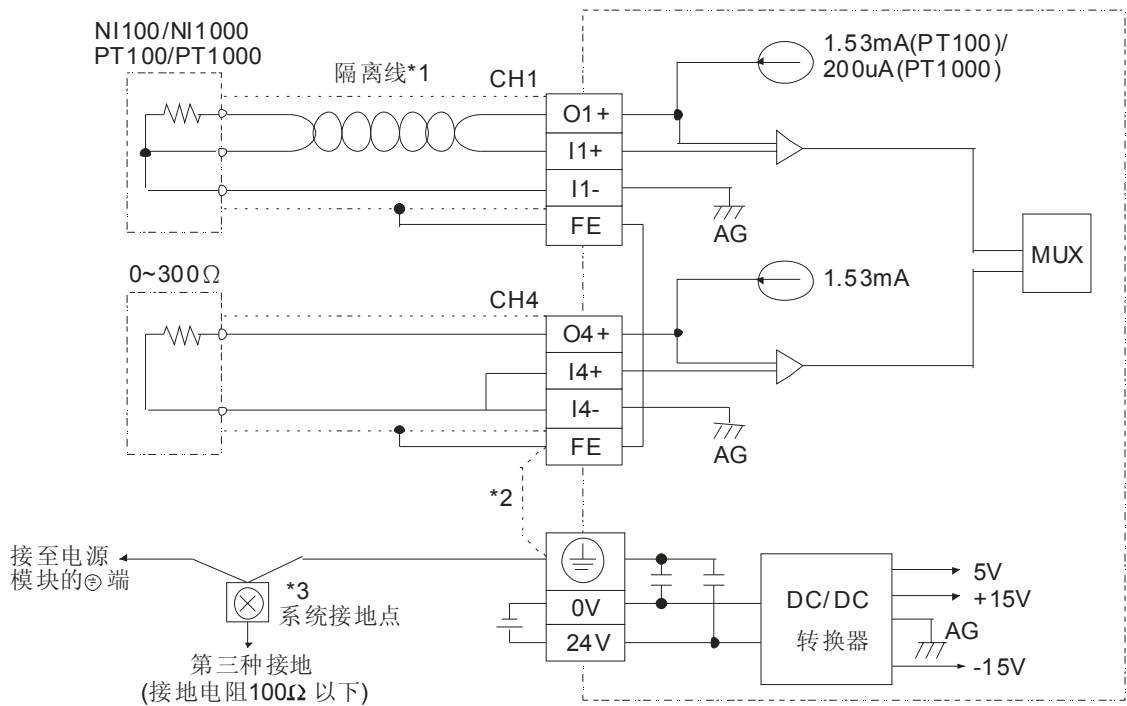 NI100/NI1000
PT100/PT1000
隔离线*1
CH1
O1+
I1+
I1-
FE
1.53mA(PT100)/
200uA(PT1000)
AG
MUX
0~300Ω
CH4
O4+
I4+
I4-
FE
1.53mA
AG
*2
接至电源
模块的⏚端
*3
系统接地点
第三种接地
(接地电阻100Ω 以下)
0V
24V
DC/DC
转换器
5V
+15V
AG
-15V